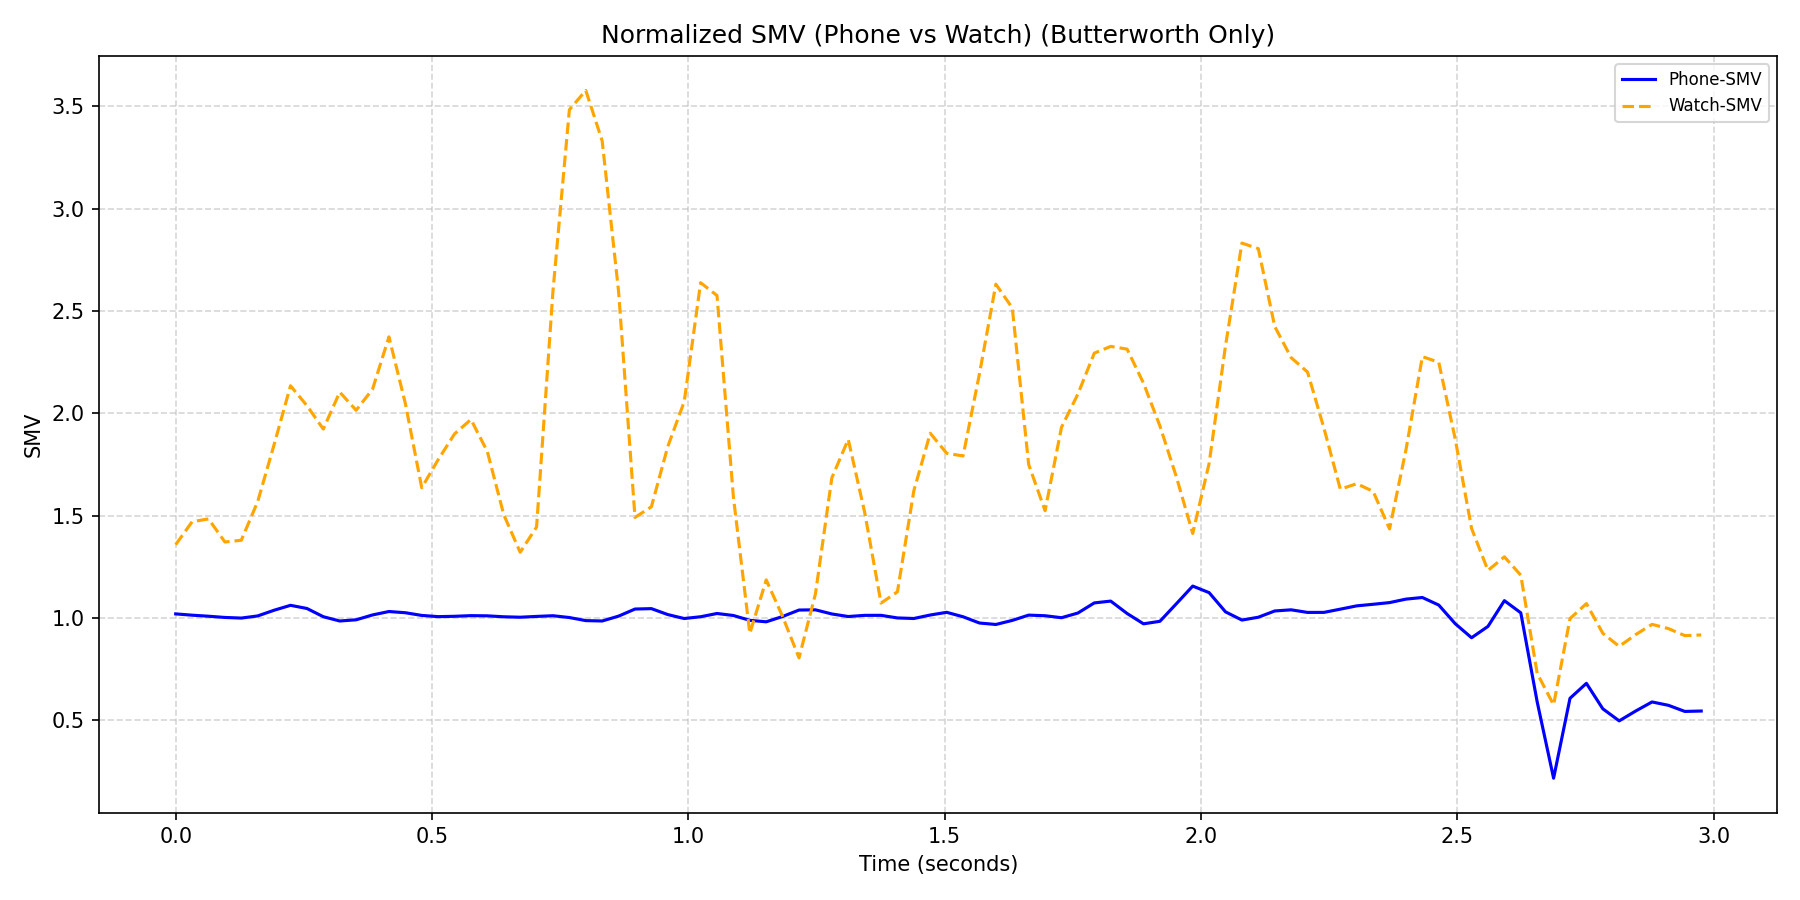 Normalized SMV (Phone vs Watch) (Butterworth Only)
Phone-SMV
Watch-SMV
3.5
3.0
2.5
2.0
1.5
1.0
0.5
SMV
0.0 0.5 1.0 1.5 2.0 2.5 3.0
Time (seconds)